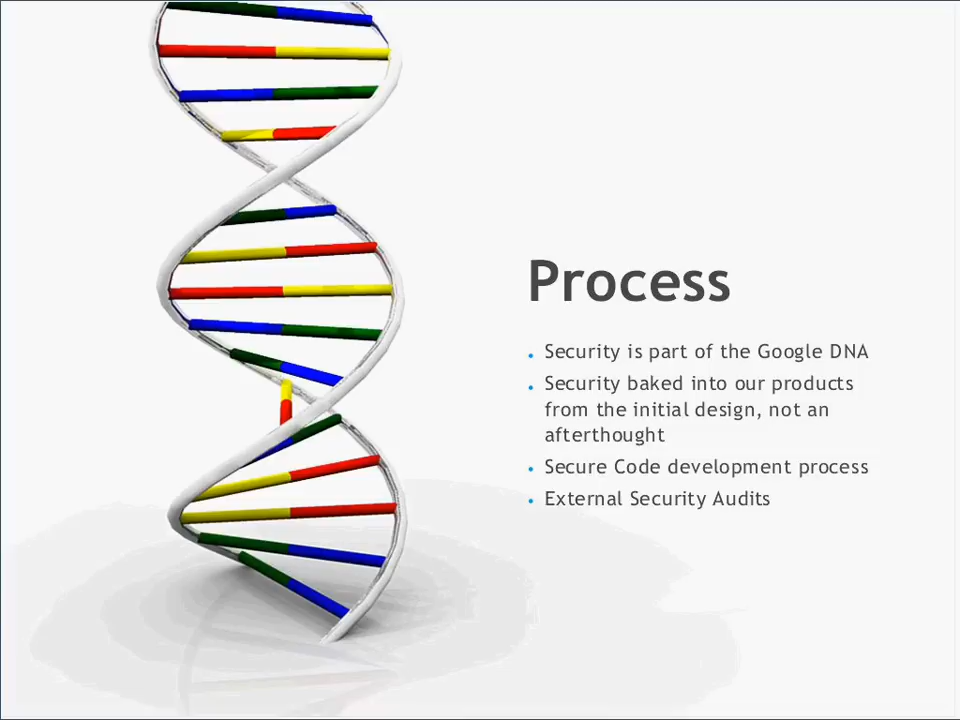 Process
Security is part of the Google DNA
Security baked into our products
from the initial design, not an
afterthought
Secure Code development process
External Security Audits